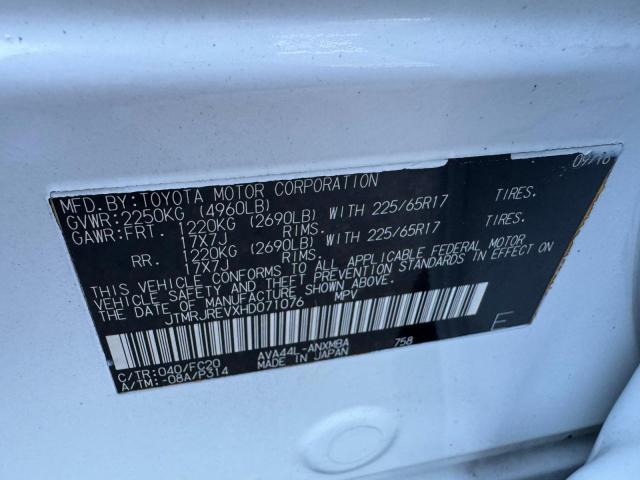 09/16
MFD. BY: TOYOTA MOTOR CORPORATION
GVWR: 2250KG (4960LB)
GAWR: FRT. 1220KG (2690LB) WITH 225/65R17 TIRES.
17X7J RIMS.
RR. 1220KG (2690LB) WITH 225/65R17 TIRES.
17X7J RIMS.
THIS VEHICLE CONFORMS TO ALL APPLICABLE FEDERAL MOTOR
VEHICLE SAFETY AND THEFT PREVENTION STANDARDS IN EFFECT ON
THE DATE OF MANUFACTURE SHOWN ABOVE.
JTMRJREVXHD071076 MPV
E
C/TR: 040/FC20 AVA44L-ANXMBA 758
A/TM: -08A/P314 MADE IN JAPAN